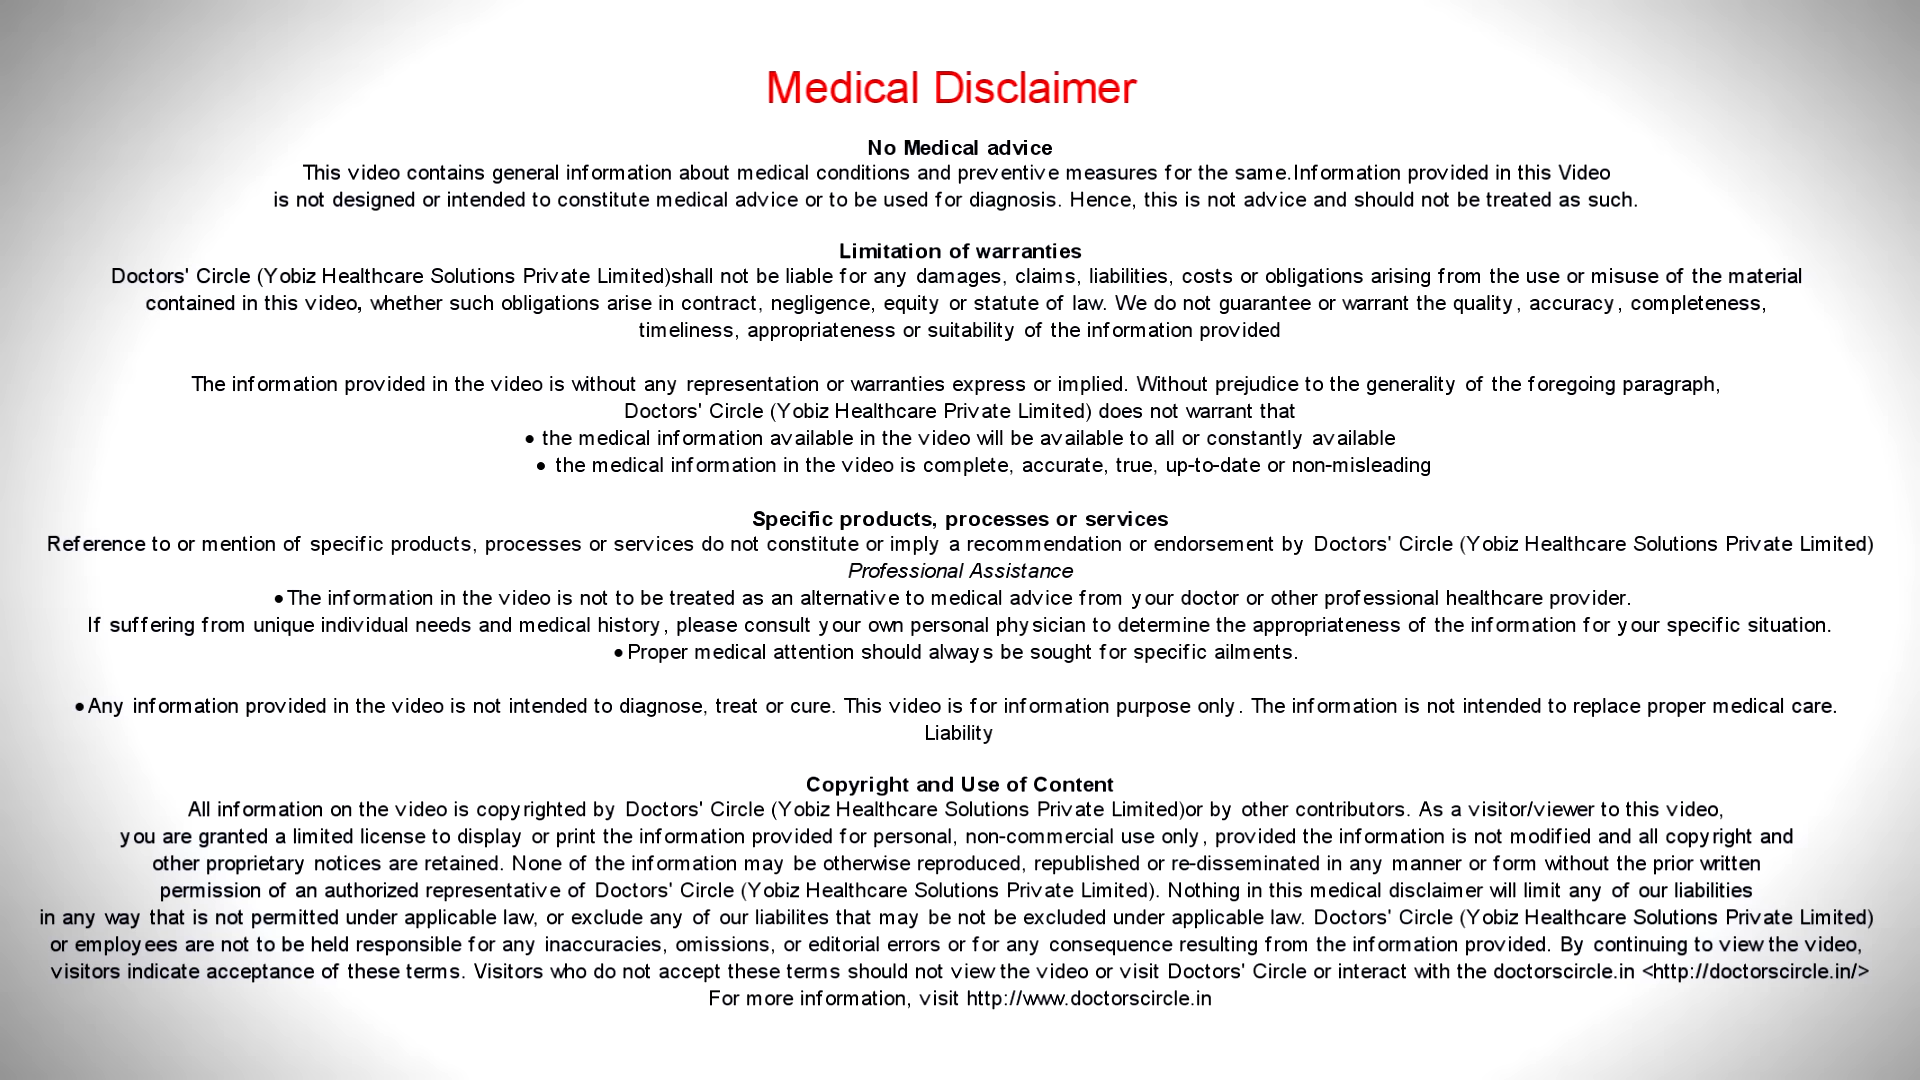 Medical Disclaimer
No Medical advice
This video contains general information about medical conditions and preventive measures for the same.Information provided in this Video
is not designed or intended to constitute medical advice or to be used for diagnosis. Hence, this is not advice and should not be treated as such.
Limitation of warranties
Doctors' Circle (Yobiz Healthcare Solutions Private Limited)shall not be liable for any damages, claims, liabilities, costs or obligations arising from the use or misuse of the material
contained in this video, whether such obligations arise in contract, negligence, equity or statute of law. We do not guarantee or warrant the quality, accuracy, completeness,
timeliness, appropriateness or suitability of the information provided
The information provided in the video is without any representation or warranties express or implied. Without prejudice to the generality of the foregoing paragraph,
Doctors' Circle (Yobiz Healthcare Private Limited) does not warrant that
• the medical information available in the video will be available to all or constantly available
• the medical information in the video is complete, accurate, true, up-to-date or non-misleading
Specific products, processes or services
Reference to or mention of specific products, processes or services do not constitute or imply a recommendation or endorsement by Doctors' Circle (Yobiz Healthcare Solutions Private Limited)
Professional Assistance
•The information in the video is not to be treated as an alternative to medical advice from your doctor or other professional healthcare provider.
If suffering from unique individual needs and medical history, please consult your own personal physician to determine the appropriateness of the information for your specific situation.
•Proper medical attention should always be sought for specific ailments.
•Any information provided in the video is not intended to diagnose, treat or cure. This video is for information purpose only. The information is not intended to replace proper medical care.
Liability
Copyright and Use of Content
All information on the video is copyrighted by Doctors' Circle (Yobiz Healthcare Solutions Private Limited)or by other contributors. As a visitor/viewer to this video,
you are granted a limited license to display or print the information provided for personal, non-commercial use only, provided the information is not modified and all copyright and
other proprietary notices are retained. None of the information may be otherwise reproduced, republished or re-disseminated in any manner or form without the prior written
permission of an authorized representative of Doctors' Circle (Yobiz Healthcare Solutions Private Limited). Nothing in this medical disclaimer will limit any of our liabilities
in any way that is not permitted under applicable law, or exclude any of our liabilites that may be not be excluded under applicable law. Doctors' Circle (Yobiz Healthcare Solutions Private Limited)
or employees are not to be held responsible for any inaccuracies, omissions, or editorial errors or for any consequence resulting from the information provided. By continuing to view the video,
visitors indicate acceptance of these terms. Visitors who do not accept these terms should not view the video or visit Doctors' Circle or interact with the doctorscircle.in <http://doctorscircle.in/>
For more information, visit http://www.doctorscircle.in